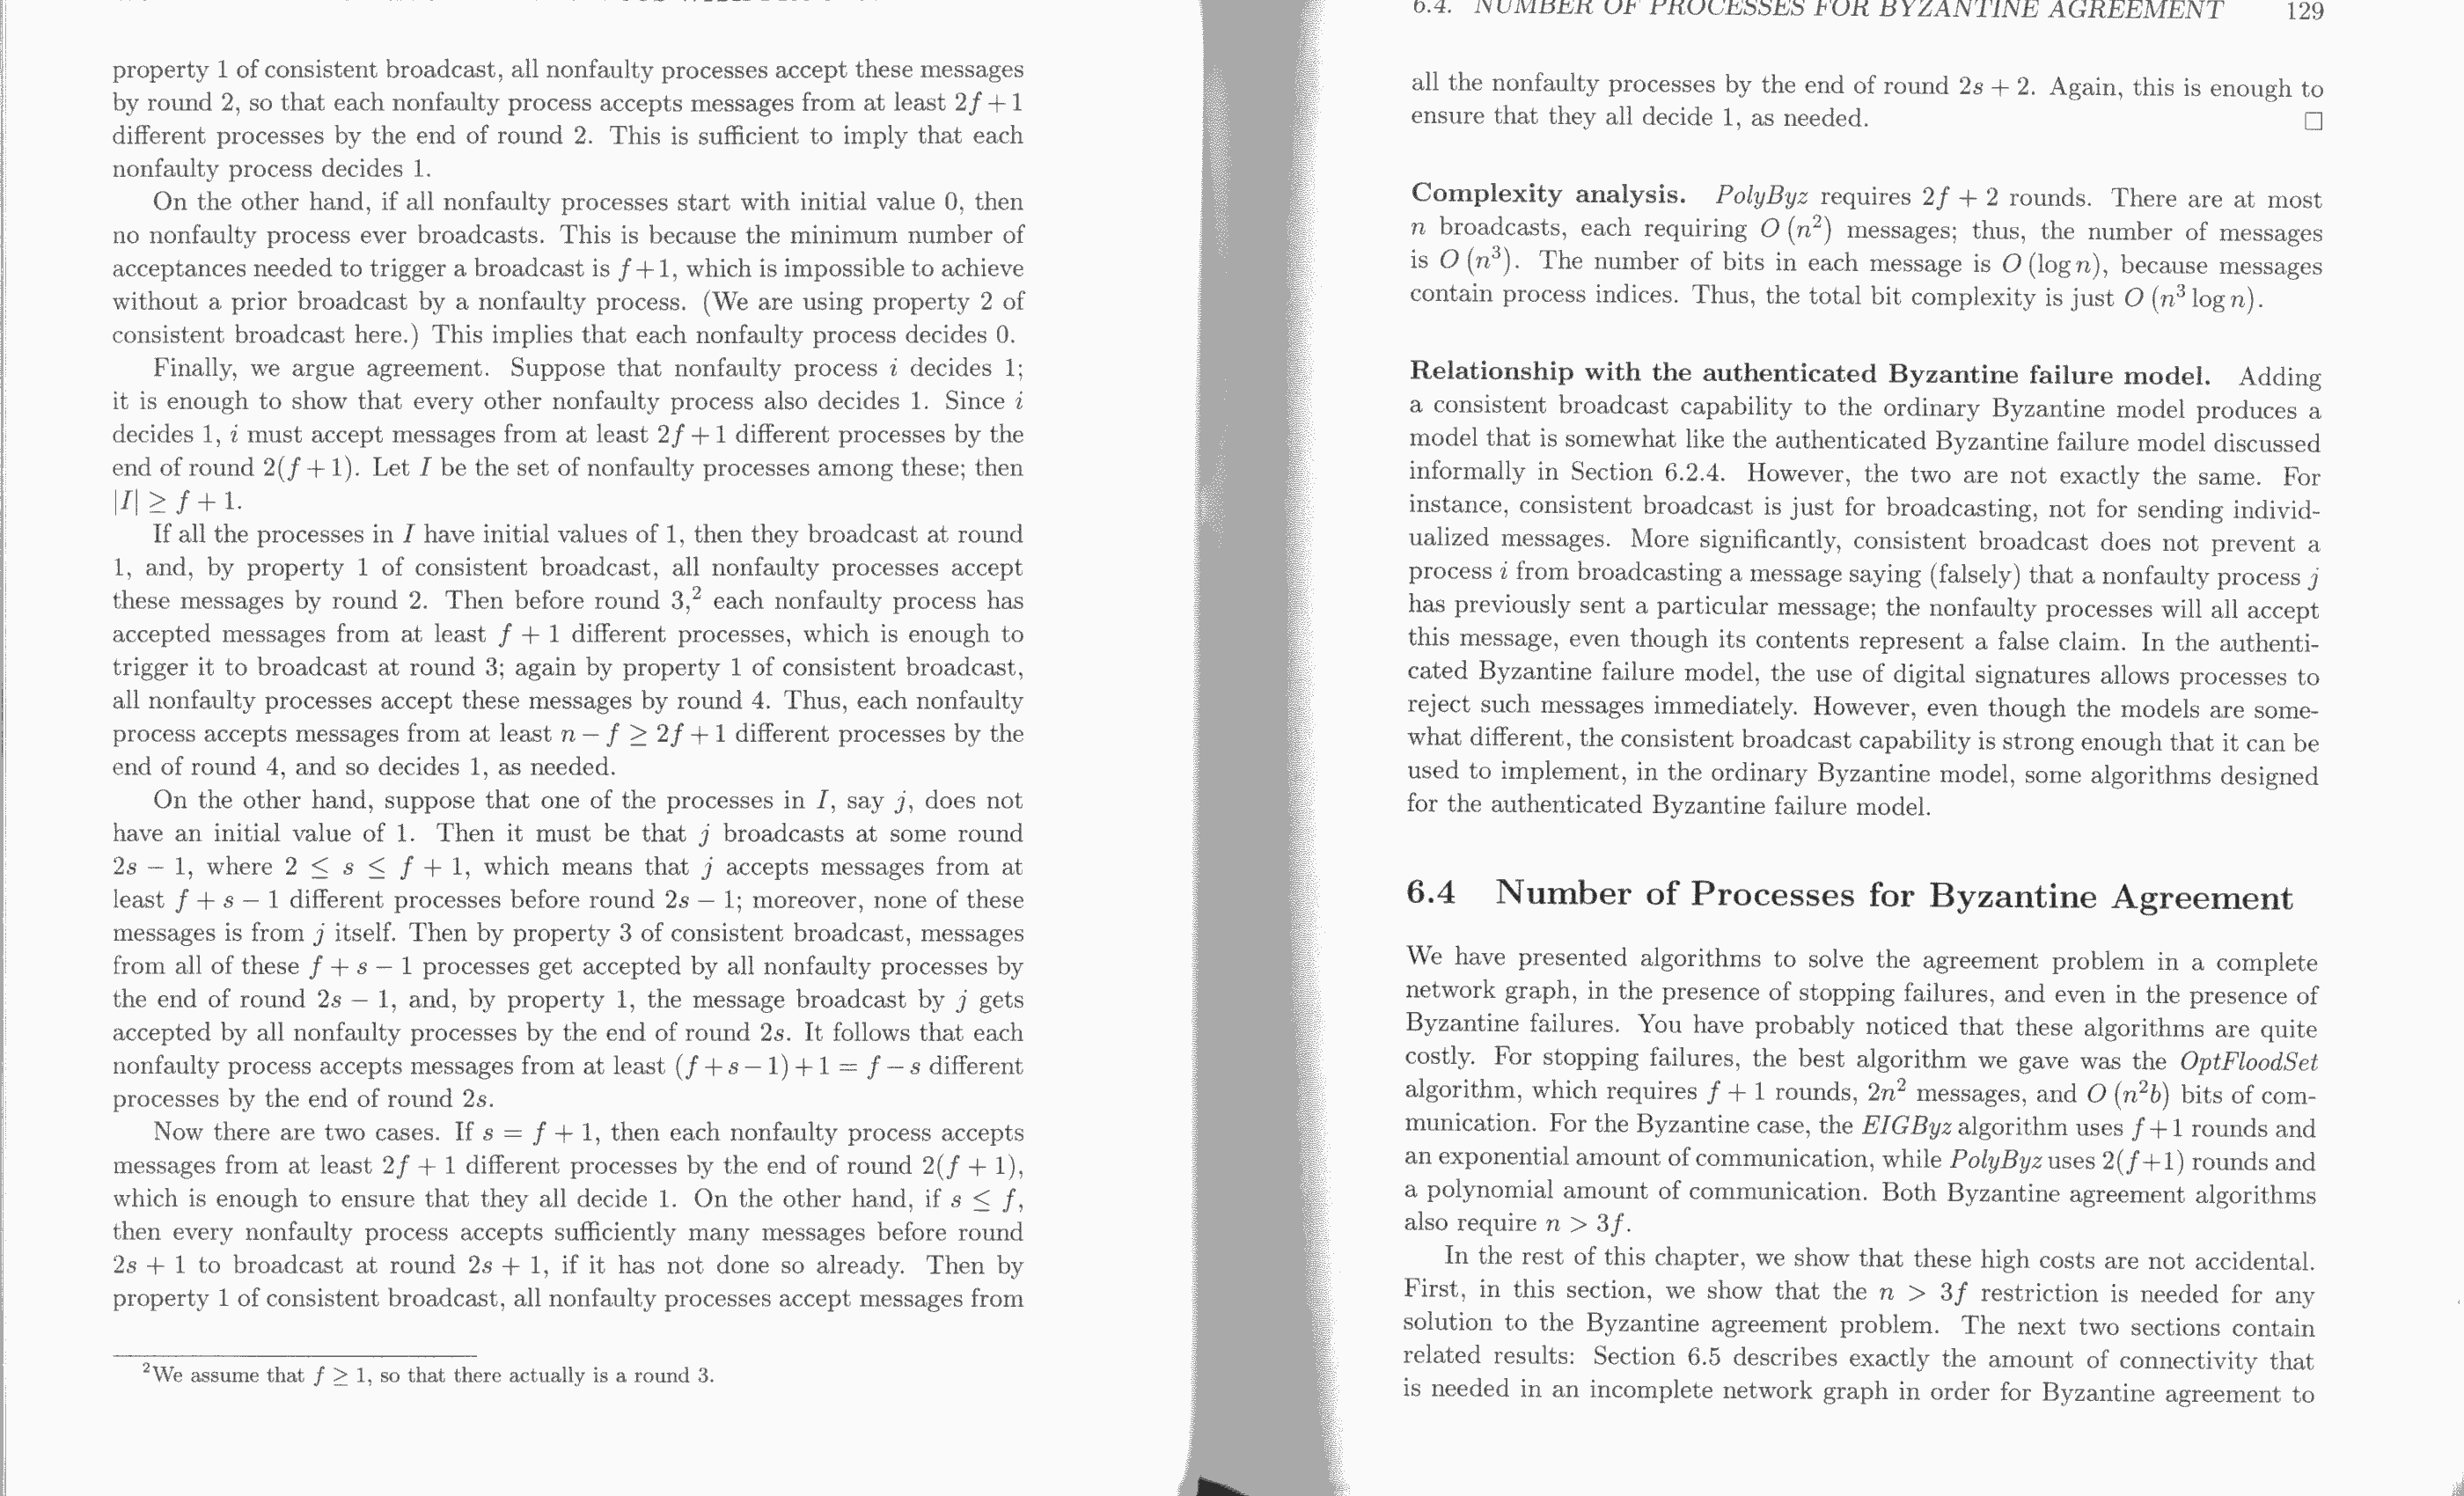 property 1 of consistent broadcast, all nonfaulty processes accept these messages
by round 2, so that each nonfaulty process accepts messages from at least 2f + 1
different processes by the end of round 2. This is sufficient to imply that each
nonfaulty process decides 1.
On the other hand, if all nonfaulty processes start with initial value 0, then
no nonfaulty process ever broadcasts. This is because the minimum number of
acceptances needed to trigger a broadcast is f + 1, which is impossible to achieve
without a prior broadcast by a nonfaulty process. (We are using property 2 of
consistent broadcast here.) This implies that each nonfaulty process decides 0.
Finally, we argue agreement. Suppose that nonfaulty process i decides 1;
it is enough to show that every other nonfaulty process also decides 1. Since i
decides 1, i must accept messages from at least 2f + 1 different processes by the
end of round 2(f + 1). Let I be the set of nonfaulty processes among these; then
|I| ≥ f + 1.
If all the processes in I have initial values of 1, then they broadcast at round
1, and, by property 1 of consistent broadcast, all nonfaulty processes accept
these messages by round 2. Then before round 3,² each nonfaulty process has
accepted messages from at least f + 1 different processes, which is enough to
trigger it to broadcast at round 3; again by property 1 of consistent broadcast,
all nonfaulty processes accept these messages by round 4. Thus, each nonfaulty
process accepts messages from at least n − f ≥ 2f + 1 different processes by the
end of round 4, and so decides 1, as needed.
On the other hand, suppose that one of the processes in I, say j, does not
have an initial value of 1. Then it must be that j broadcasts at some round
2s − 1, where 2 ≤ s ≤ f + 1, which means that j accepts messages from at
least f + s − 1 different processes before round 2s − 1; moreover, none of these
messages is from j itself. Then by property 3 of consistent broadcast, messages
from all of these f + s − 1 processes get accepted by all nonfaulty processes by
the end of round 2s − 1, and, by property 1, the message broadcast by j gets
accepted by all nonfaulty processes by the end of round 2s. It follows that each
nonfaulty process accepts messages from at least (f + s − 1) + 1 = f − s different
processes by the end of round 2s.
Now there are two cases. If s = f + 1, then each nonfaulty process accepts
messages from at least 2f + 1 different processes by the end of round 2(f + 1),
which is enough to ensure that they all decide 1. On the other hand, if s ≤ f,
then every nonfaulty process accepts sufficiently many messages before round
2s + 1 to broadcast at round 2s + 1, if it has not done so already. Then by
property 1 of consistent broadcast, all nonfaulty processes accept messages from
²We assume that f ≥ 1, so that there actually is a round 3.
6.4. NUMBER OF PROCESSES FOR BYZANTINE AGREEMENT 129
all the nonfaulty processes by the end of round 2s + 2. Again, this is enough to
ensure that they all decide 1, as needed. □
Complexity analysis. PolyByz requires 2f + 2 rounds. There are at most
n broadcasts, each requiring O (n²) messages; thus, the number of messages
is O (n³). The number of bits in each message is O (log n), because messages
contain process indices. Thus, the total bit complexity is just O (n³ log n).
Relationship with the authenticated Byzantine failure model. Adding
a consistent broadcast capability to the ordinary Byzantine model produces a
model that is somewhat like the authenticated Byzantine failure model discussed
informally in Section 6.2.4. However, the two are not exactly the same. For
instance, consistent broadcast is just for broadcasting, not for sending individ-
ualized messages. More significantly, consistent broadcast does not prevent a
process i from broadcasting a message saying (falsely) that a nonfaulty process j
has previously sent a particular message; the nonfaulty processes will all accept
this message, even though its contents represent a false claim. In the authenti-
cated Byzantine failure model, the use of digital signatures allows processes to
reject such messages immediately. However, even though the models are some-
what different, the consistent broadcast capability is strong enough that it can be
used to implement, in the ordinary Byzantine model, some algorithms designed
for the authenticated Byzantine failure model.
6.4 Number of Processes for Byzantine Agreement
We have presented algorithms to solve the agreement problem in a complete
network graph, in the presence of stopping failures, and even in the presence of
Byzantine failures. You have probably noticed that these algorithms are quite
costly. For stopping failures, the best algorithm we gave was the OptFloodSet
algorithm, which requires f + 1 rounds, 2n² messages, and O (n²b) bits of com-
munication. For the Byzantine case, the EIGByz algorithm uses f + 1 rounds and
an exponential amount of communication, while PolyByz uses 2(f + 1) rounds and
a polynomial amount of communication. Both Byzantine agreement algorithms
also require n > 3f.
In the rest of this chapter, we show that these high costs are not accidental.
First, in this section, we show that the n > 3f restriction is needed for any
solution to the Byzantine agreement problem. The next two sections contain
related results: Section 6.5 describes exactly the amount of connectivity that
is needed in an incomplete network graph in order for Byzantine agreement to